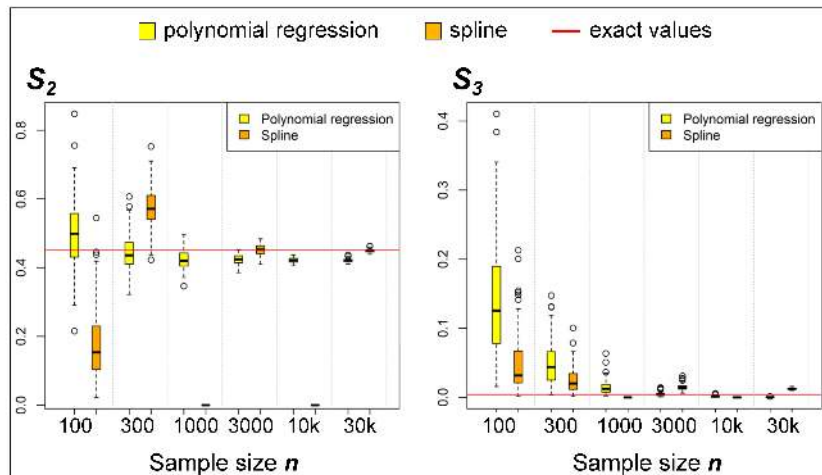 polynomial regression spline exact values
S2 S3
Polynomial regression
Spline
0.8
0.6
0.4
0.2
0.0
100 300 1000 3000 10k 30k
Sample size n
Polynomial regression
Spline
0.4
0.3
0.2
0.1
0.0
100 300 1000 3000 10k 30k
Sample size n